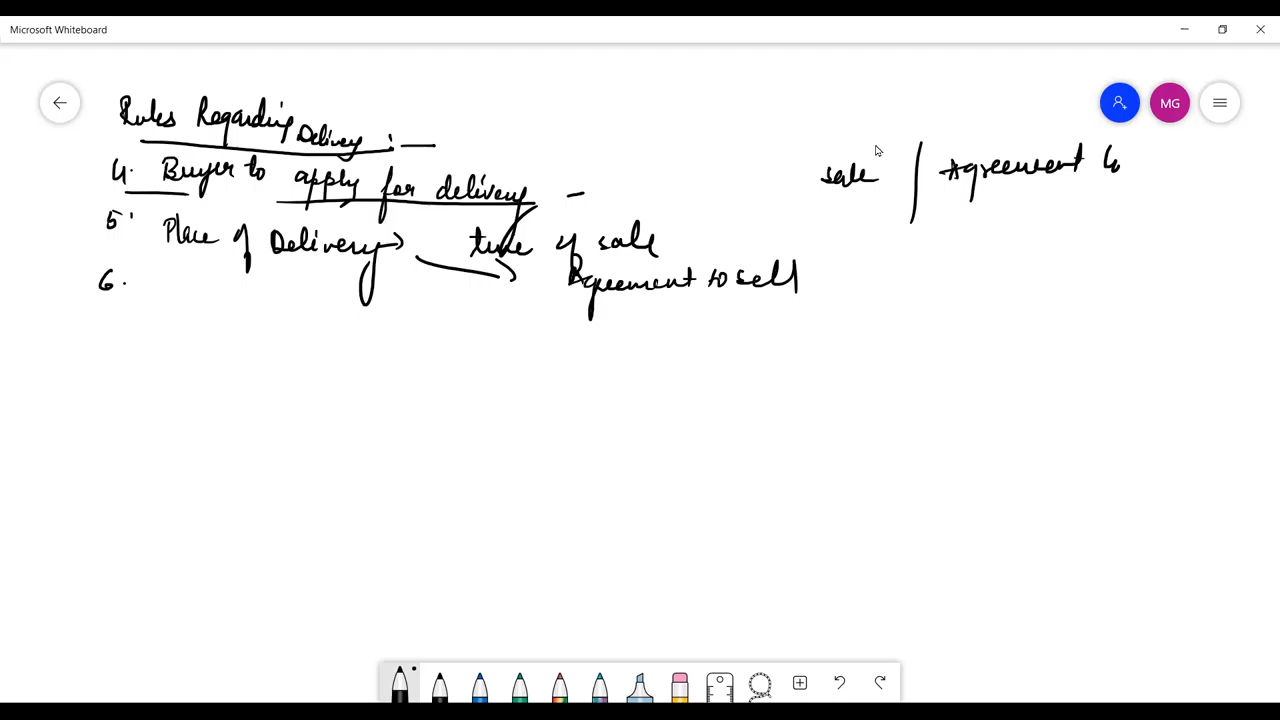 Microsoft Whiteboard
MG
Rules Regarding Delivery :—
4. Buyer to apply for delivery -
sale | Agreement to
5. Place of Delivery → time of sale
→ Agreement to sell
6.